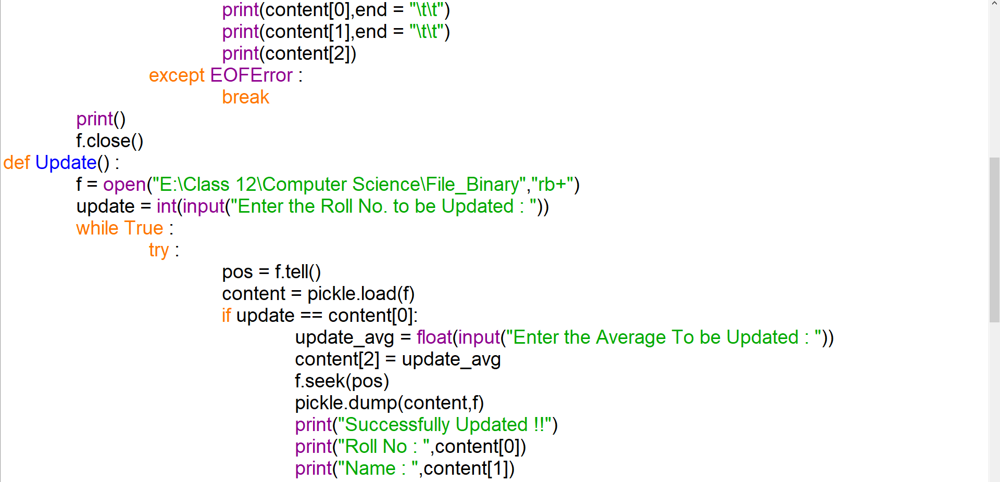 print(content[0],end = "\t\t")
print(content[1],end = "\t\t")
print(content[2])
except EOFError :
break
print()
f.close()
def Update() :
f = open("E:\Class 12\Computer Science\File_Binary","rb+")
update = int(input("Enter the Roll No. to be Updated : "))
while True :
try :
pos = f.tell()
content = pickle.load(f)
if update == content[0]:
update_avg = float(input("Enter the Average To be Updated : "))
content[2] = update_avg
f.seek(pos)
pickle.dump(content,f)
print("Successfully Updated !!")
print("Roll No : ",content[0])
print("Name : ",content[1])